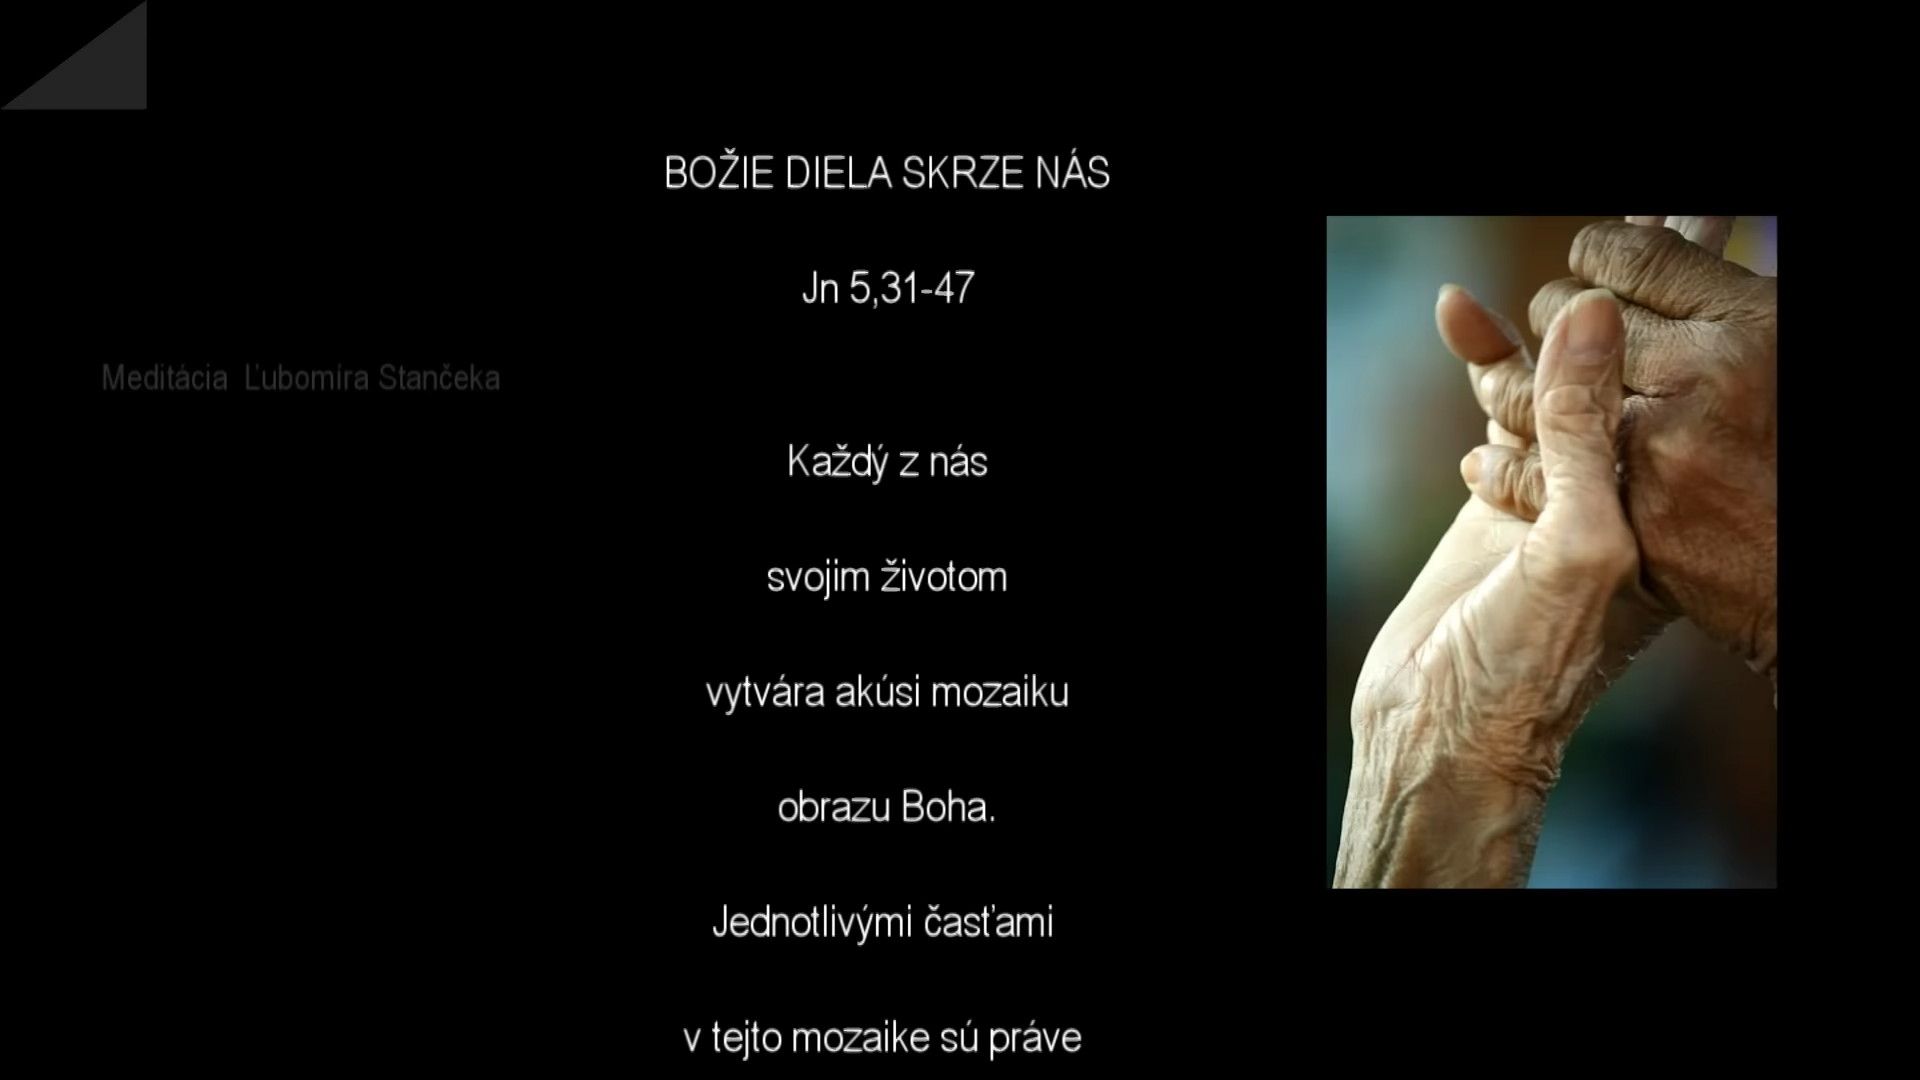 BOŽIE DIELA SKRZE NÁS
Jn 5,31-47
Meditácia Ľubomíra Stančeka
Každý z nás
svojim životom
vytvára akúsi mozaiku
obrazu Boha.
Jednotlivými časťami
v tejto mozaike sú práve